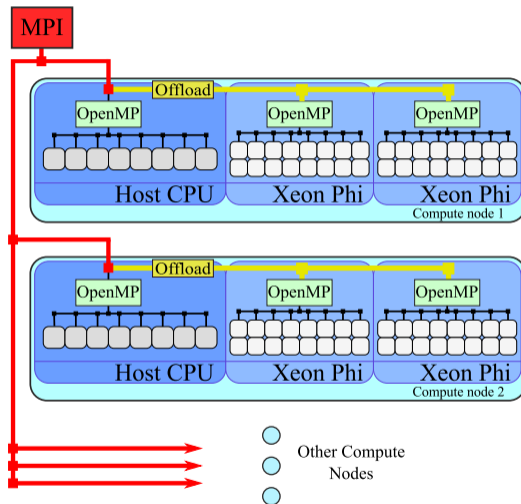 MPI
Offload
OpenMP OpenMP OpenMP
Host CPU Xeon Phi Xeon Phi
Compute node 1
Offload
OpenMP OpenMP OpenMP
Host CPU Xeon Phi Xeon Phi
Compute node 2
Other Compute
Nodes